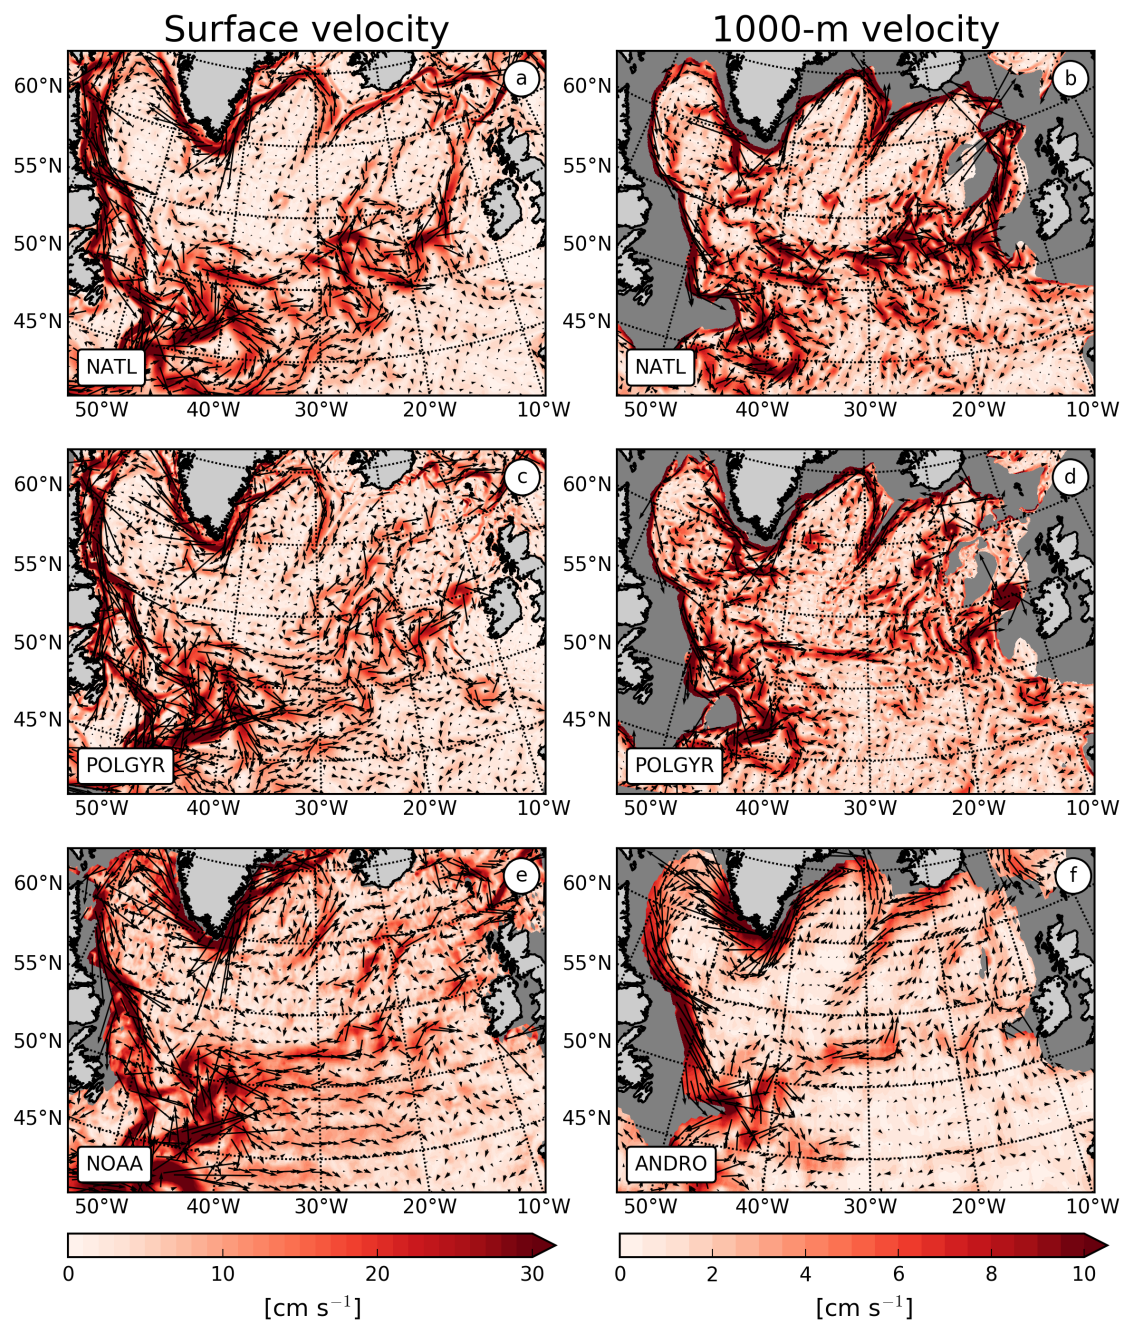 Surface velocity 1000-m velocity
60°N a 60°N b
55°N 55°N
50°N 50°N
45°N 45°N
NATL NATL
50°W 40°W 30°W 20°W 10°W 50°W 40°W 30°W 20°W 10°W
60°N c 60°N d
55°N 55°N
50°N 50°N
45°N 45°N
POLGYR POLGYR
50°W 40°W 30°W 20°W 10°W 50°W 40°W 30°W 20°W 10°W
60°N e 60°N f
55°N 55°N
50°N 50°N
45°N 45°N
NOAA ANDRO
50°W 40°W 30°W 20°W 10°W 50°W 40°W 30°W 20°W 10°W
0 10 20 30 0 2 4 6 8 10
[cm s⁻¹] [cm s⁻¹]